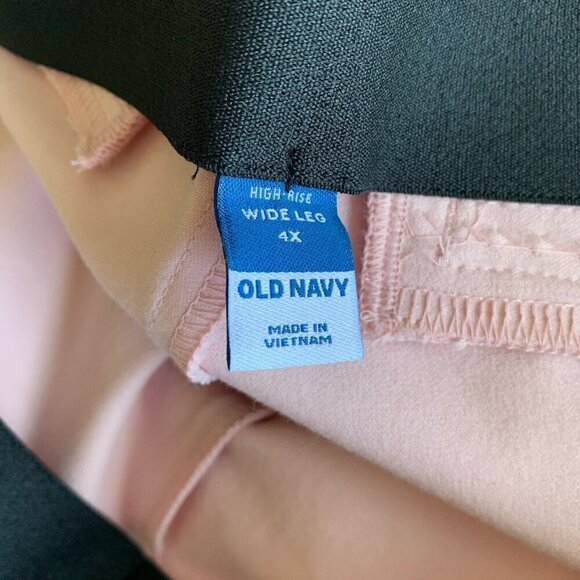 HIGH-RISE
WIDE LEG
4X
OLD NAVY
MADE IN
VIETNAM